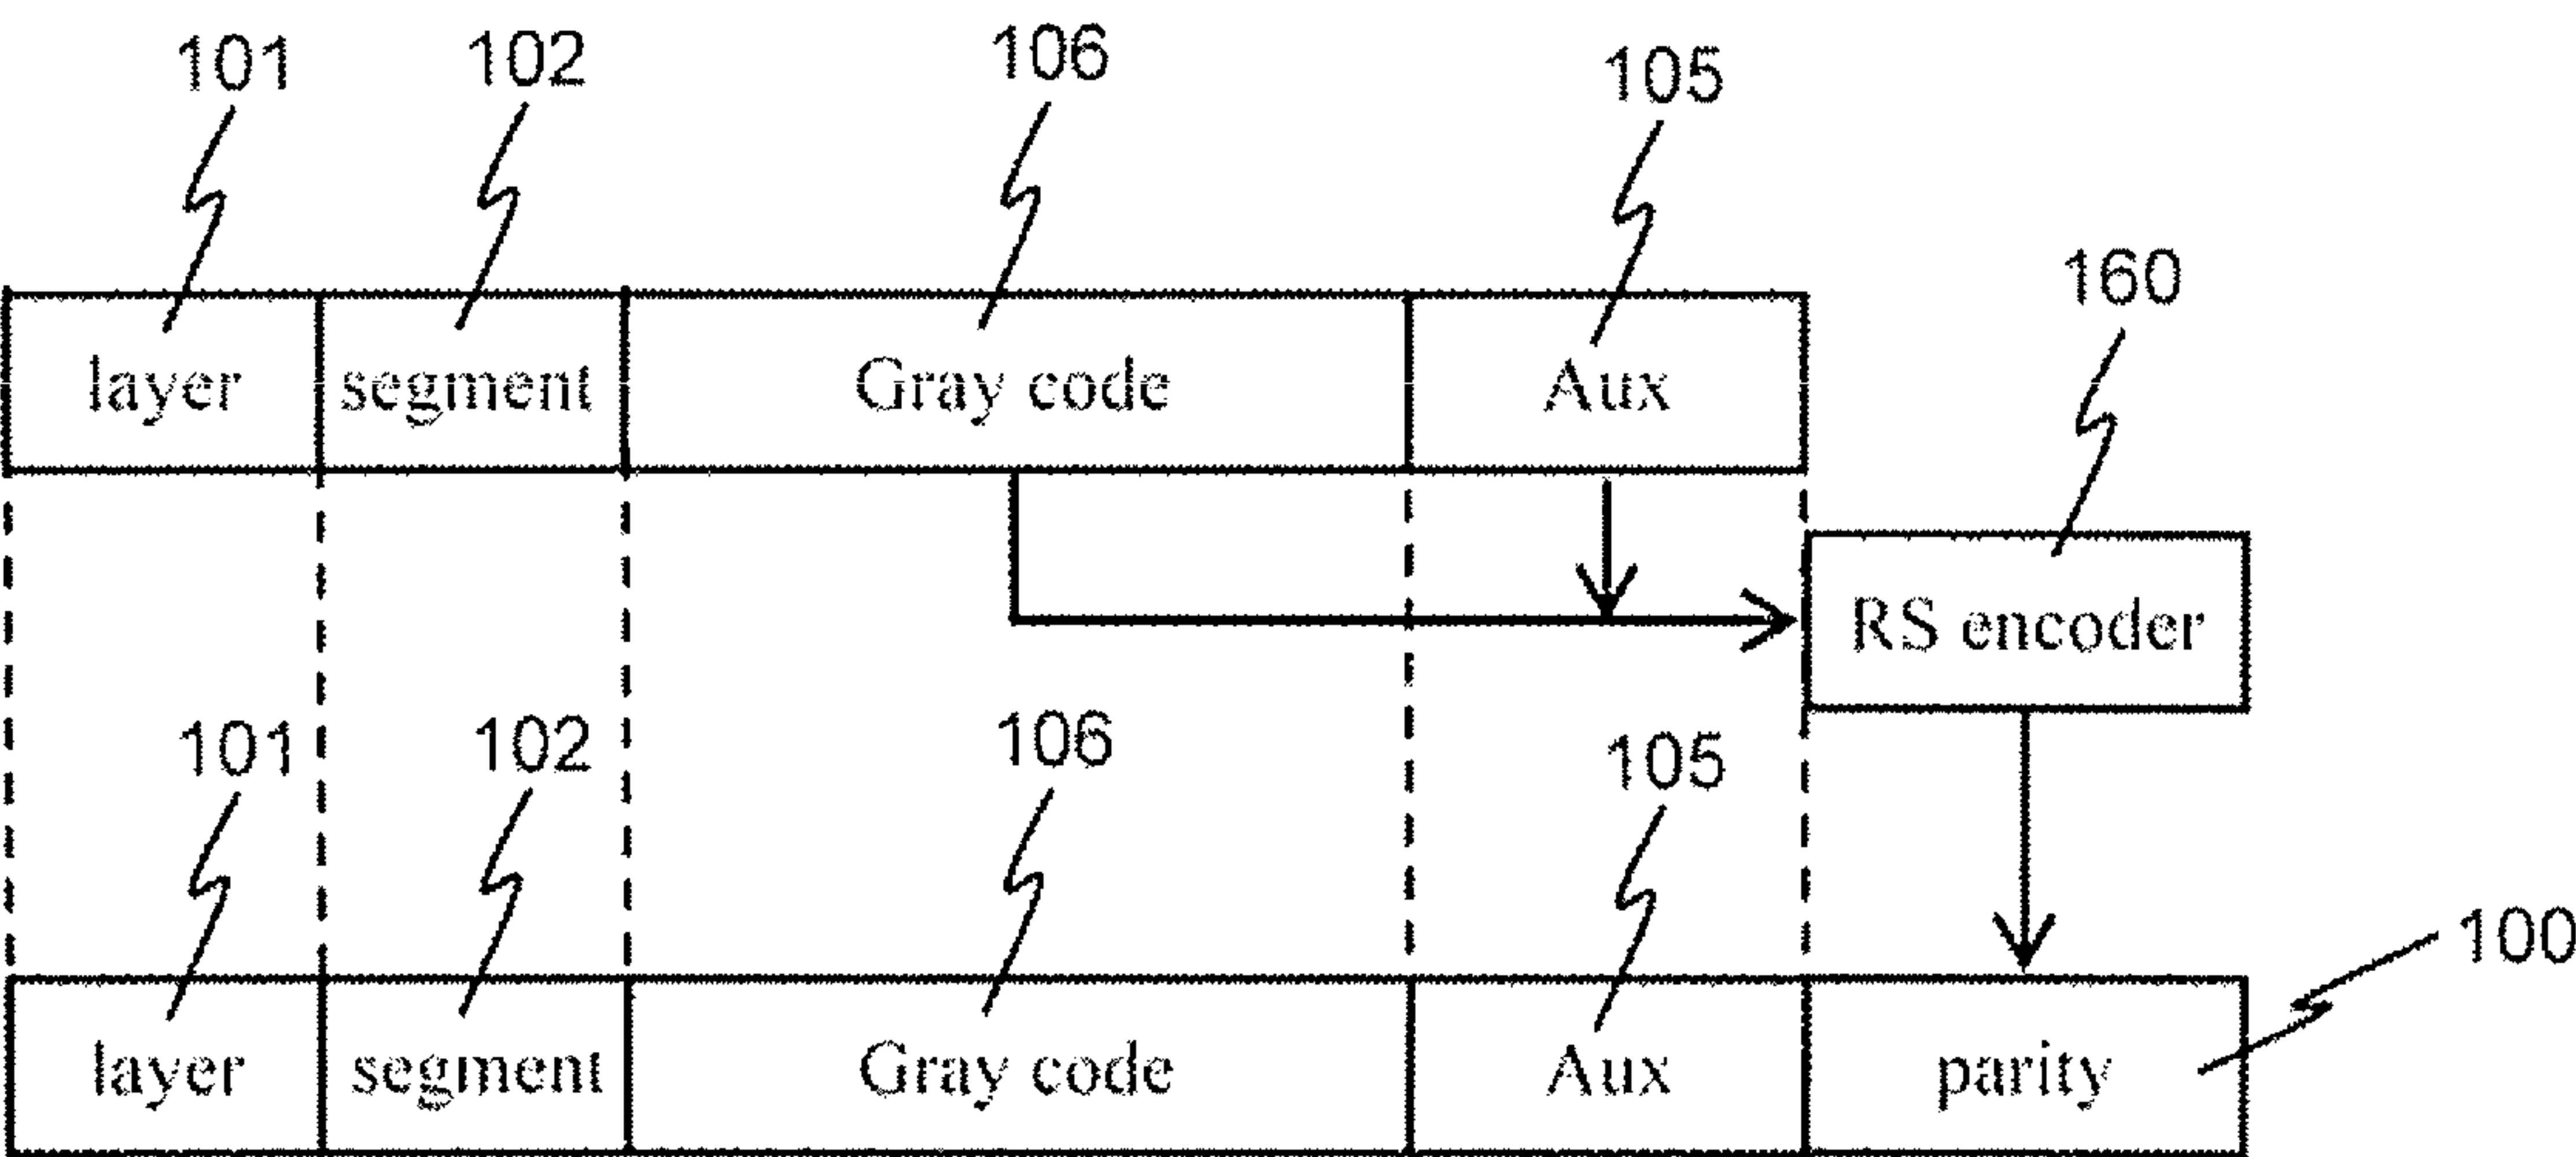 101 102 106 105
160
layer segment Gray code Aux
RS encoder
101 102 106 105
100
layer segment Gray code Aux parity